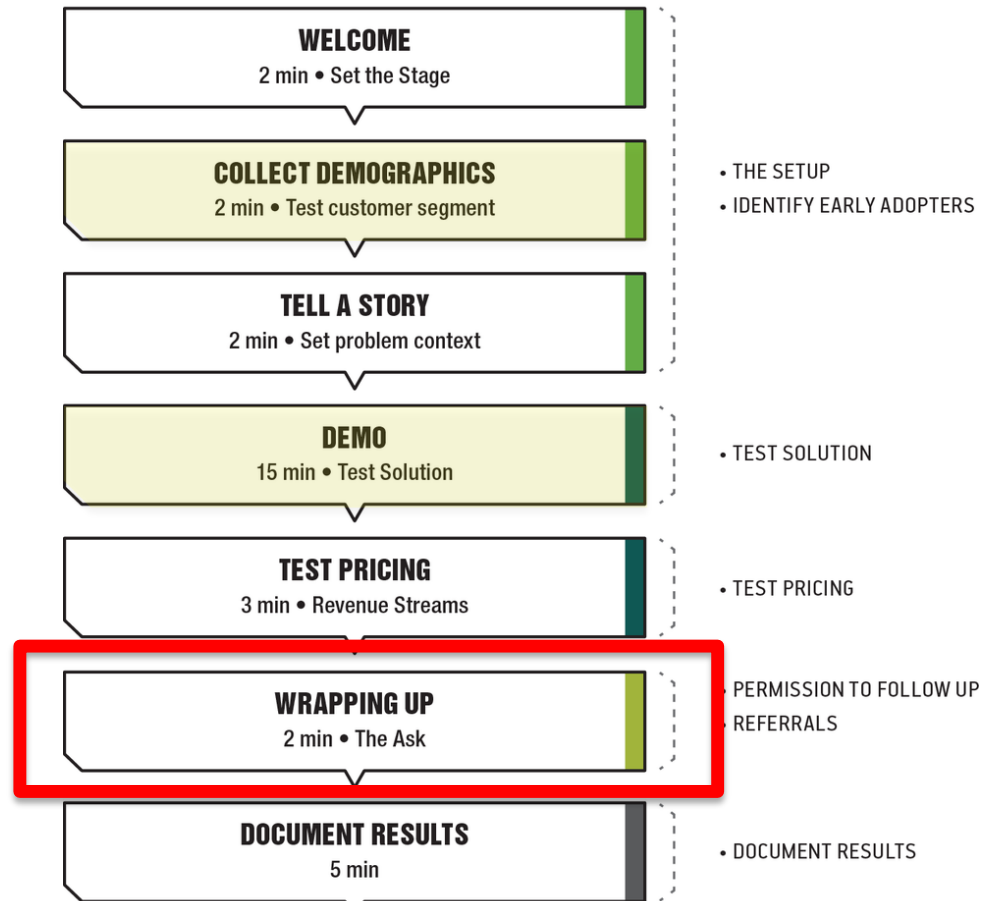 WELCOME
2 min • Set the Stage
COLLECT DEMOGRAPHICS
2 min • Test customer segment
• THE SETUP
• IDENTIFY EARLY ADOPTERS
TELL A STORY
2 min • Set problem context
DEMO
15 min • Test Solution
• TEST SOLUTION
TEST PRICING
3 min • Revenue Streams
• TEST PRICING
WRAPPING UP
2 min • The Ask
• PERMISSION TO FOLLOW UP
• REFERRALS
DOCUMENT RESULTS
5 min
• DOCUMENT RESULTS